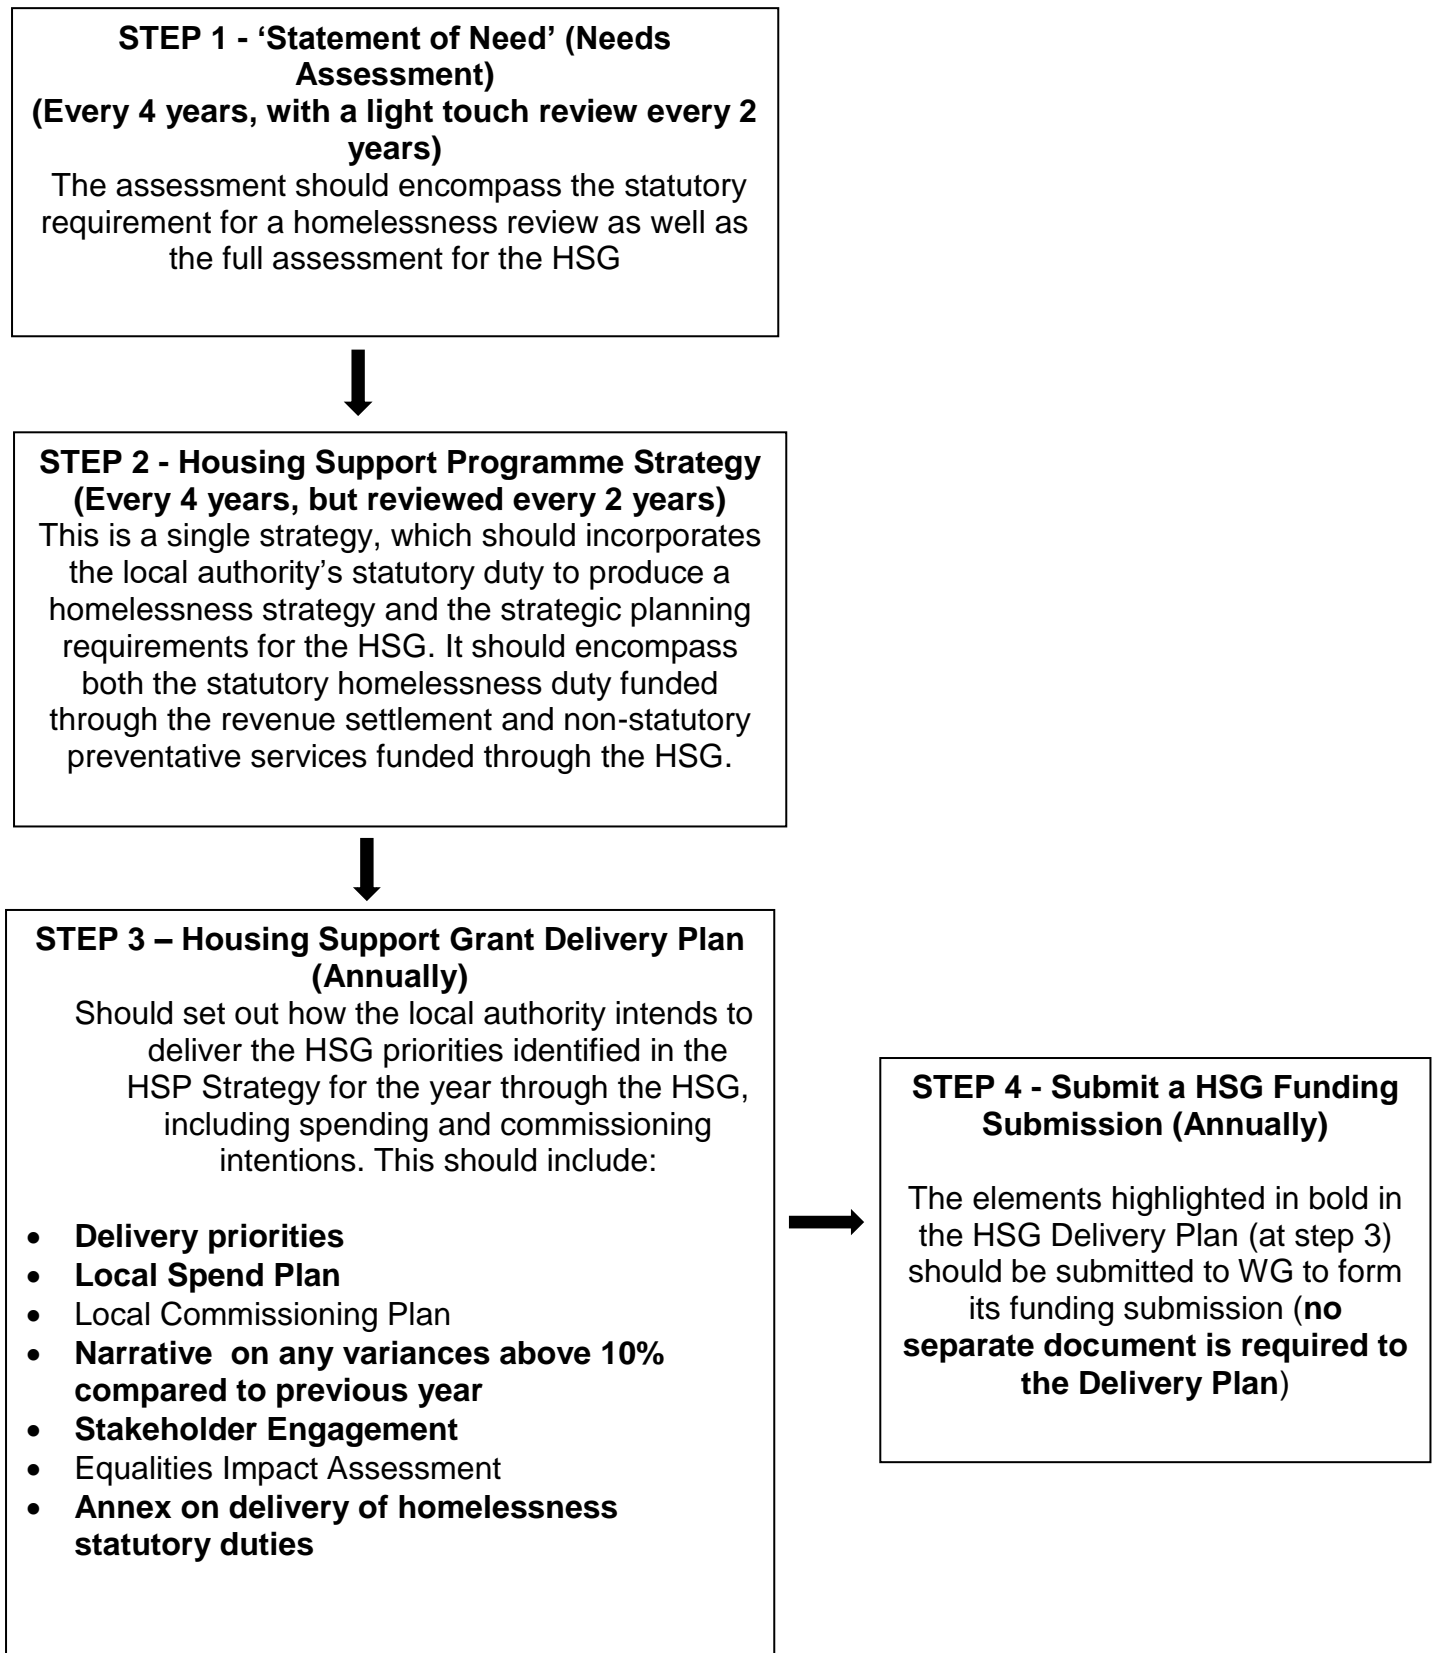 STEP 1 - ‘Statement of Need’ (Needs
Assessment)
(Every 4 years, with a light touch review every 2
years)
The assessment should encompass the statutory
requirement for a homelessness review as well as
the full assessment for the HSG
STEP 2 - Housing Support Programme Strategy
(Every 4 years, but reviewed every 2 years)
This is a single strategy, which should incorporates
the local authority’s statutory duty to produce a
homelessness strategy and the strategic planning
requirements for the HSG. It should encompass
both the statutory homelessness duty funded
through the revenue settlement and non-statutory
preventative services funded through the HSG.
STEP 3 – Housing Support Grant Delivery Plan
(Annually)
Should set out how the local authority intends to
deliver the HSG priorities identified in the
HSP Strategy for the year through the HSG,
including spending and commissioning
intentions. This should include:
• Delivery priorities
• Local Spend Plan
• Local Commissioning Plan
• Narrative on any variances above 10%
compared to previous year
• Stakeholder Engagement
• Equalities Impact Assessment
• Annex on delivery of homelessness
statutory duties
STEP 4 - Submit a HSG Funding
Submission (Annually)
The elements highlighted in bold in
the HSG Delivery Plan (at step 3)
should be submitted to WG to form
its funding submission (no
separate document is required to
the Delivery Plan)